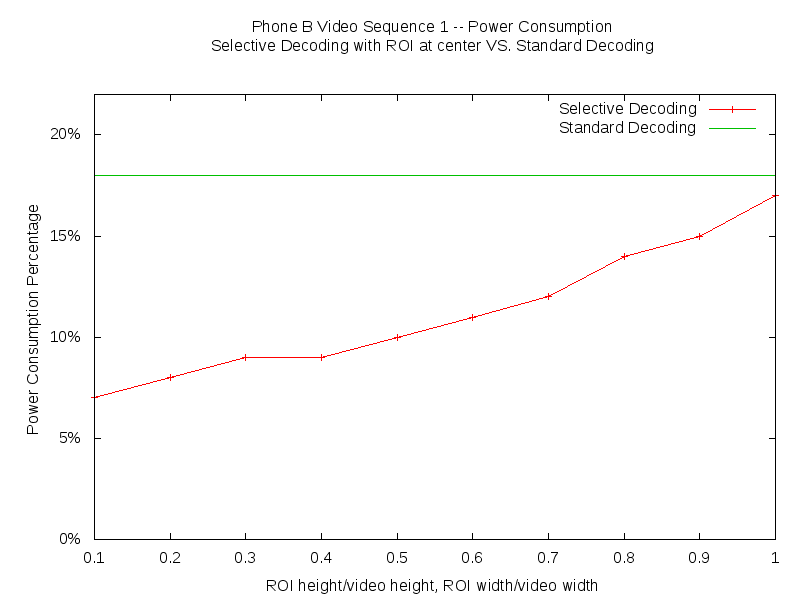 Phone B Video Sequence 1 -- Power Consumption
Selective Decoding with ROI at center VS. Standard Decoding
Selective Decoding
Standard Decoding
20%
15%
10%
5%
0%
Power Consumption Percentage
0.1 0.2 0.3 0.4 0.5 0.6 0.7 0.8 0.9 1
ROI height/video height, ROI width/video width